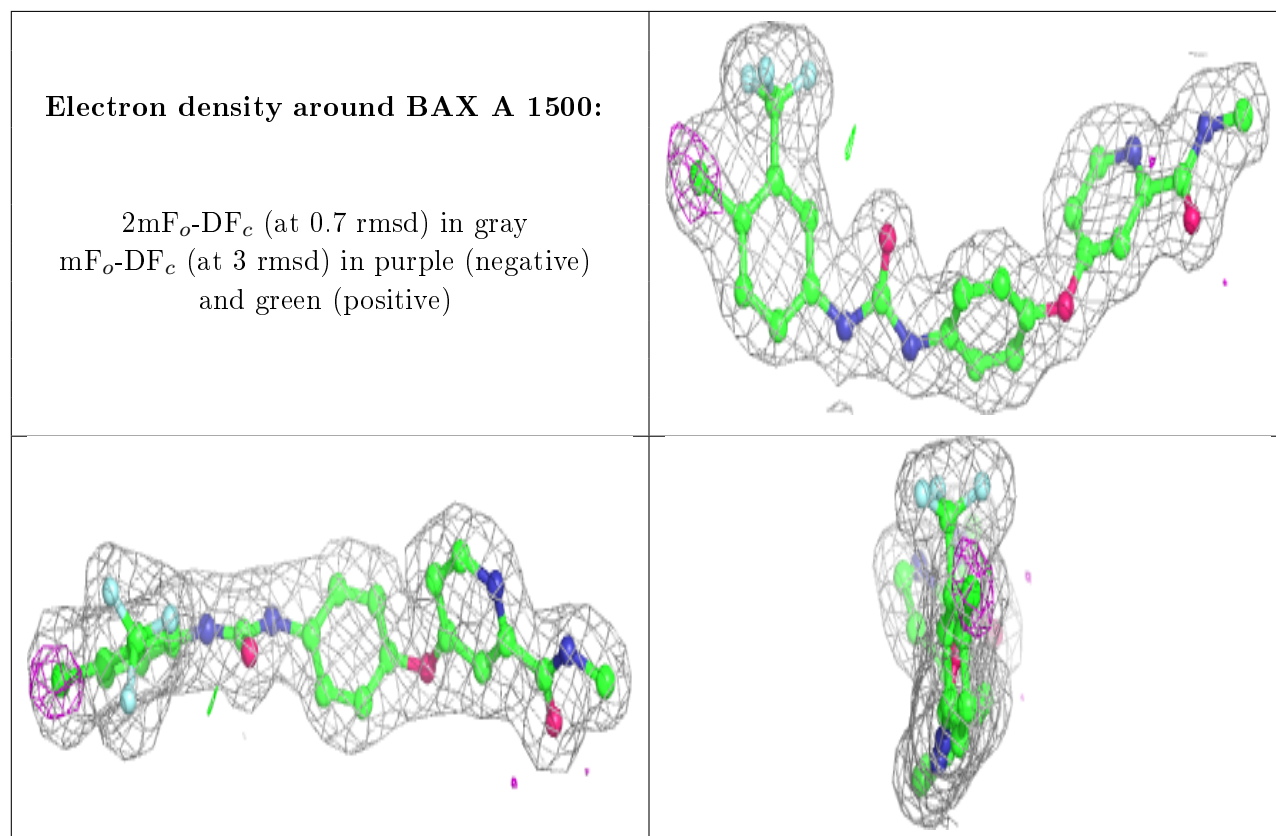 Electron density around BAX A 1500:
2mFₒ-DF𝒸 (at 0.7 rmsd) in gray
mFₒ-DF𝒸 (at 3 rmsd) in purple (negative)
and green (positive)